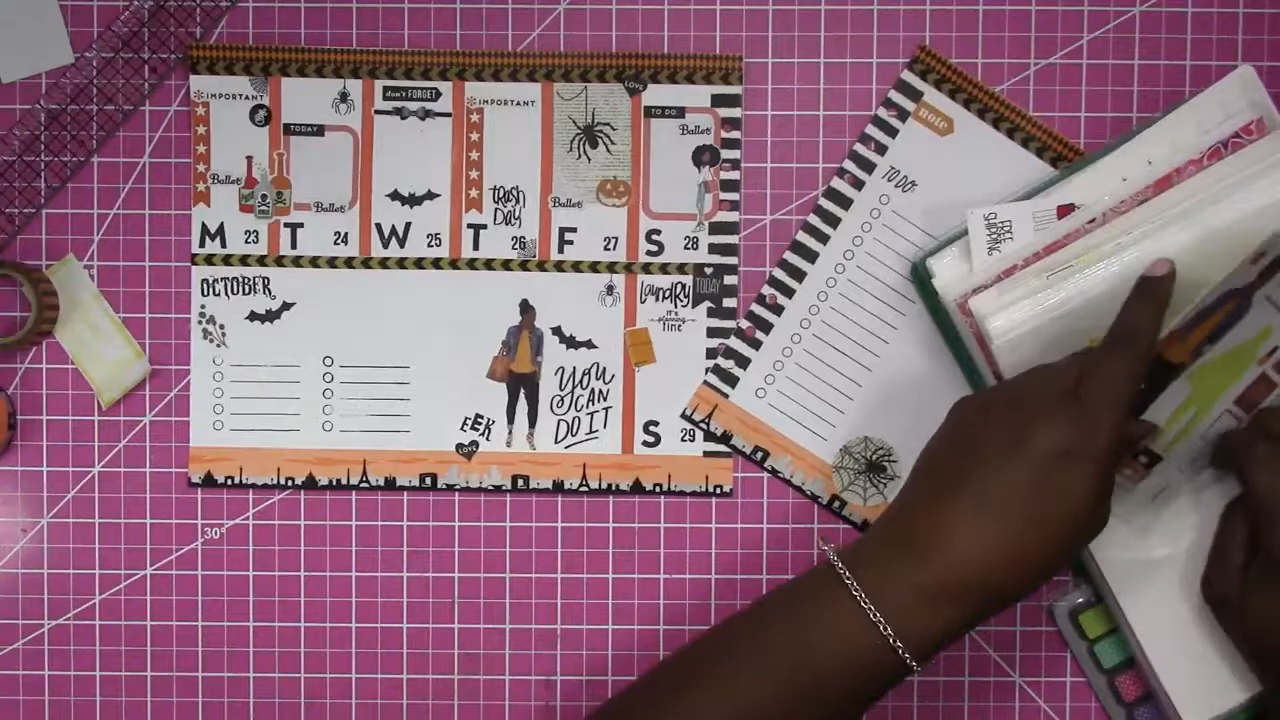 IMPORTANT
TODAY
Ballet
Ballet
don't FORGET
IMPORTANT
TRASH
DAY
Ballet
LOVE
TO DO:
Ballet
M 23
T 24
W 25
T 26
F 27
S 28
OCTOBER
EEK
LOVE
YOU
CAN
DO IT
LAUNDRY
TODAY
it's
planning
time
S 29
note
TO DO:
FREE
SHIPPING
30°